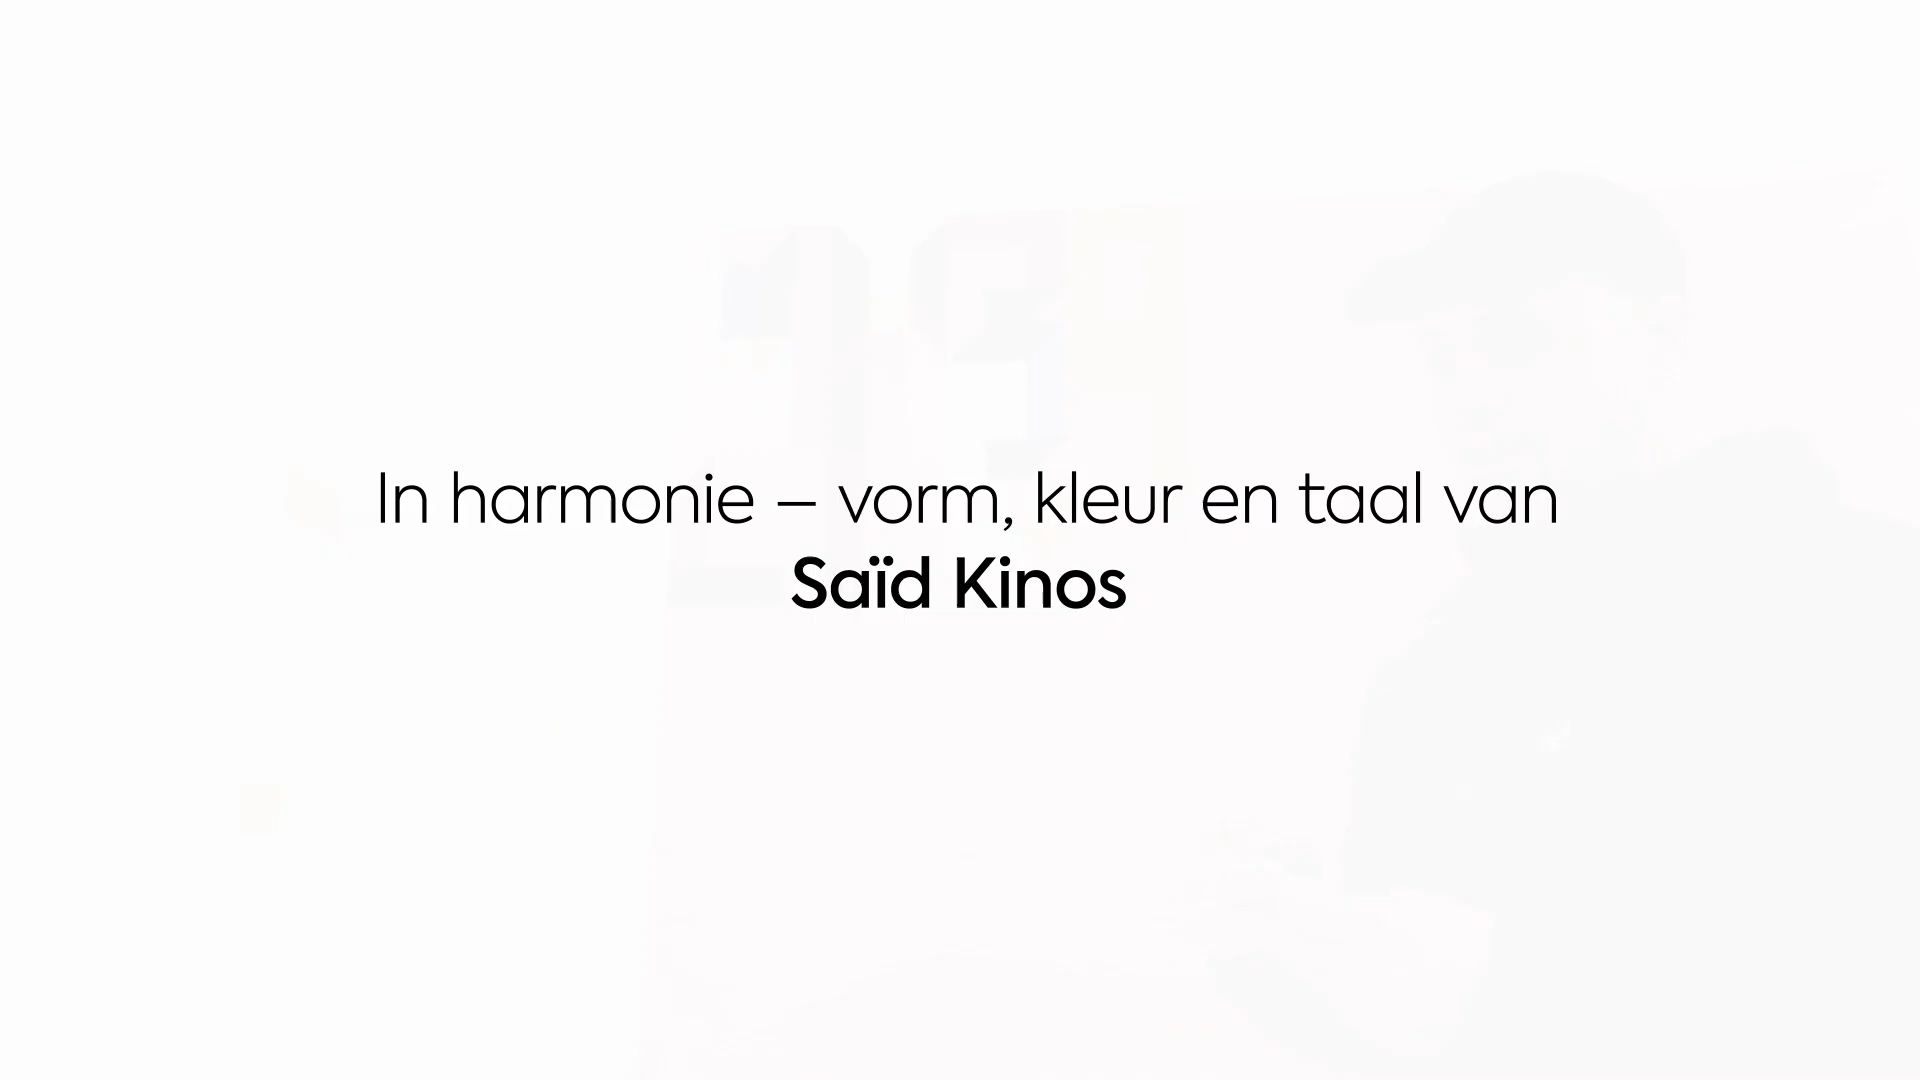 In harmonie – vorm, kleur en taal van
Saïd Kinos